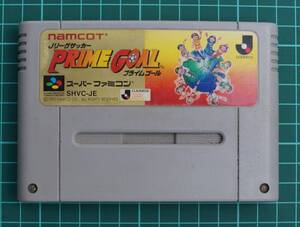 namcot
Jリーグサッカー
PRIME GOAL
プライムゴール
スーパーファミコン
SHVC-JE